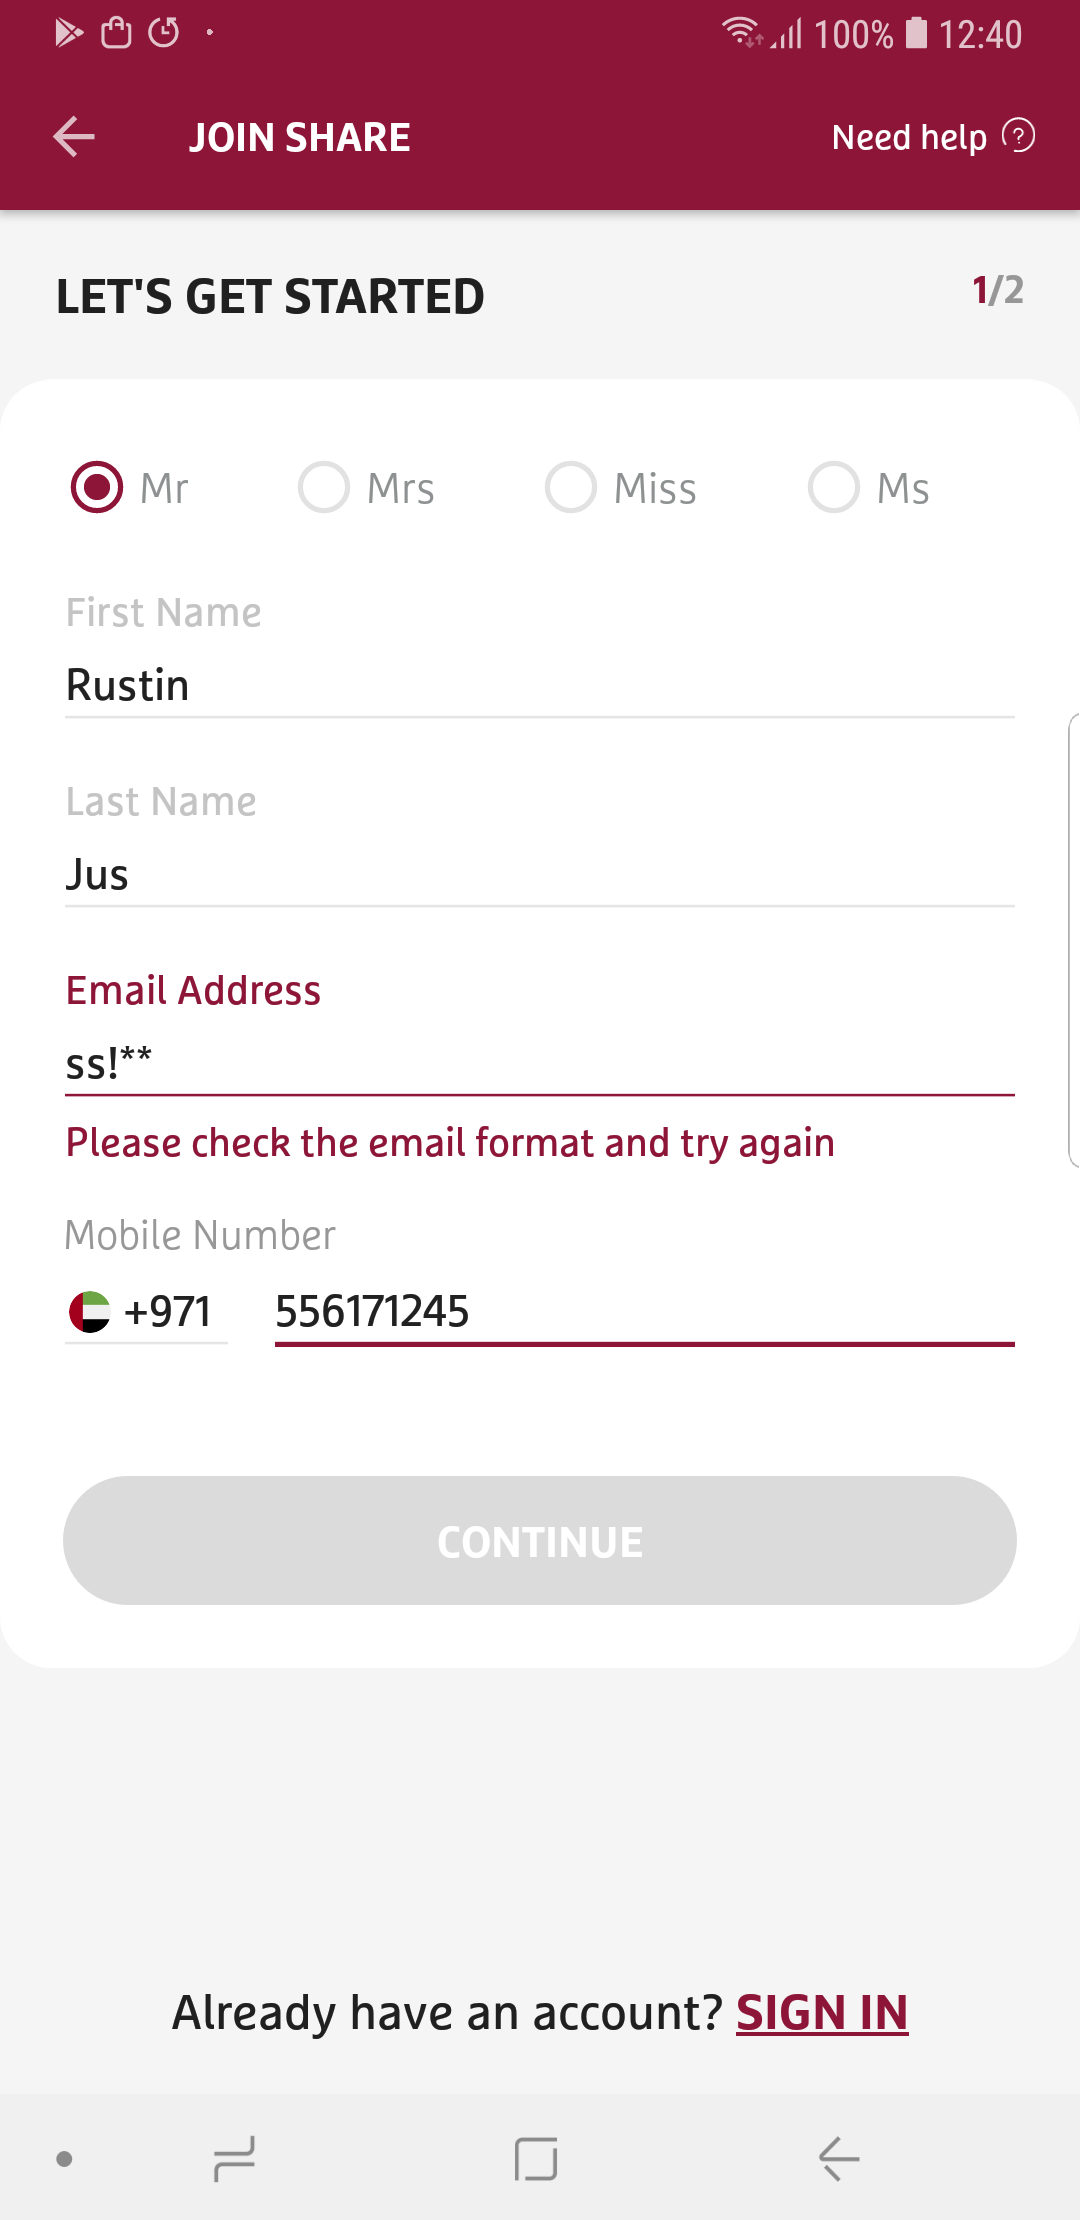 100% 12:40
JOIN SHARE Need help ?
LET'S GET STARTED 1/2
Mr Mrs Miss Ms
First Name
Rustin
Last Name
Jus
Email Address
ss!**
Please check the email format and try again
Mobile Number
+971 556171245
CONTINUE
Already have an account? SIGN IN